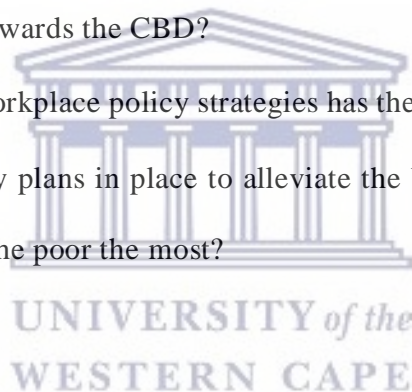 wards the CBD?
orkplace policy strategies has the
y plans in place to alleviate the
ne poor the most?
UNIVERSITY of the
WESTERN CAPE